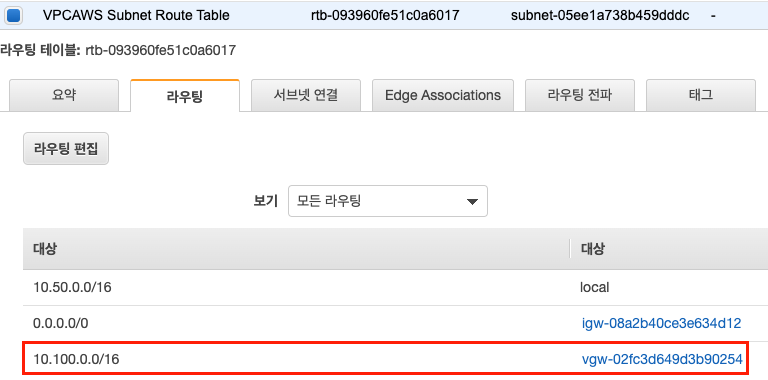 VPCAWS Subnet Route Table rtb-093960fe51c0a6017 subnet-05ee1a738b459dddc -
라우팅 테이블: rtb-093960fe51c0a6017
요약 라우팅 서브넷 연결 Edge Associations 라우팅 전파 태그
라우팅 편집
보기 모든 라우팅
대상 대상
10.50.0.0/16 local
0.0.0.0/0 igw-08a2b40ce3e634d12
10.100.0.0/16 vgw-02fc3d649d3b90254